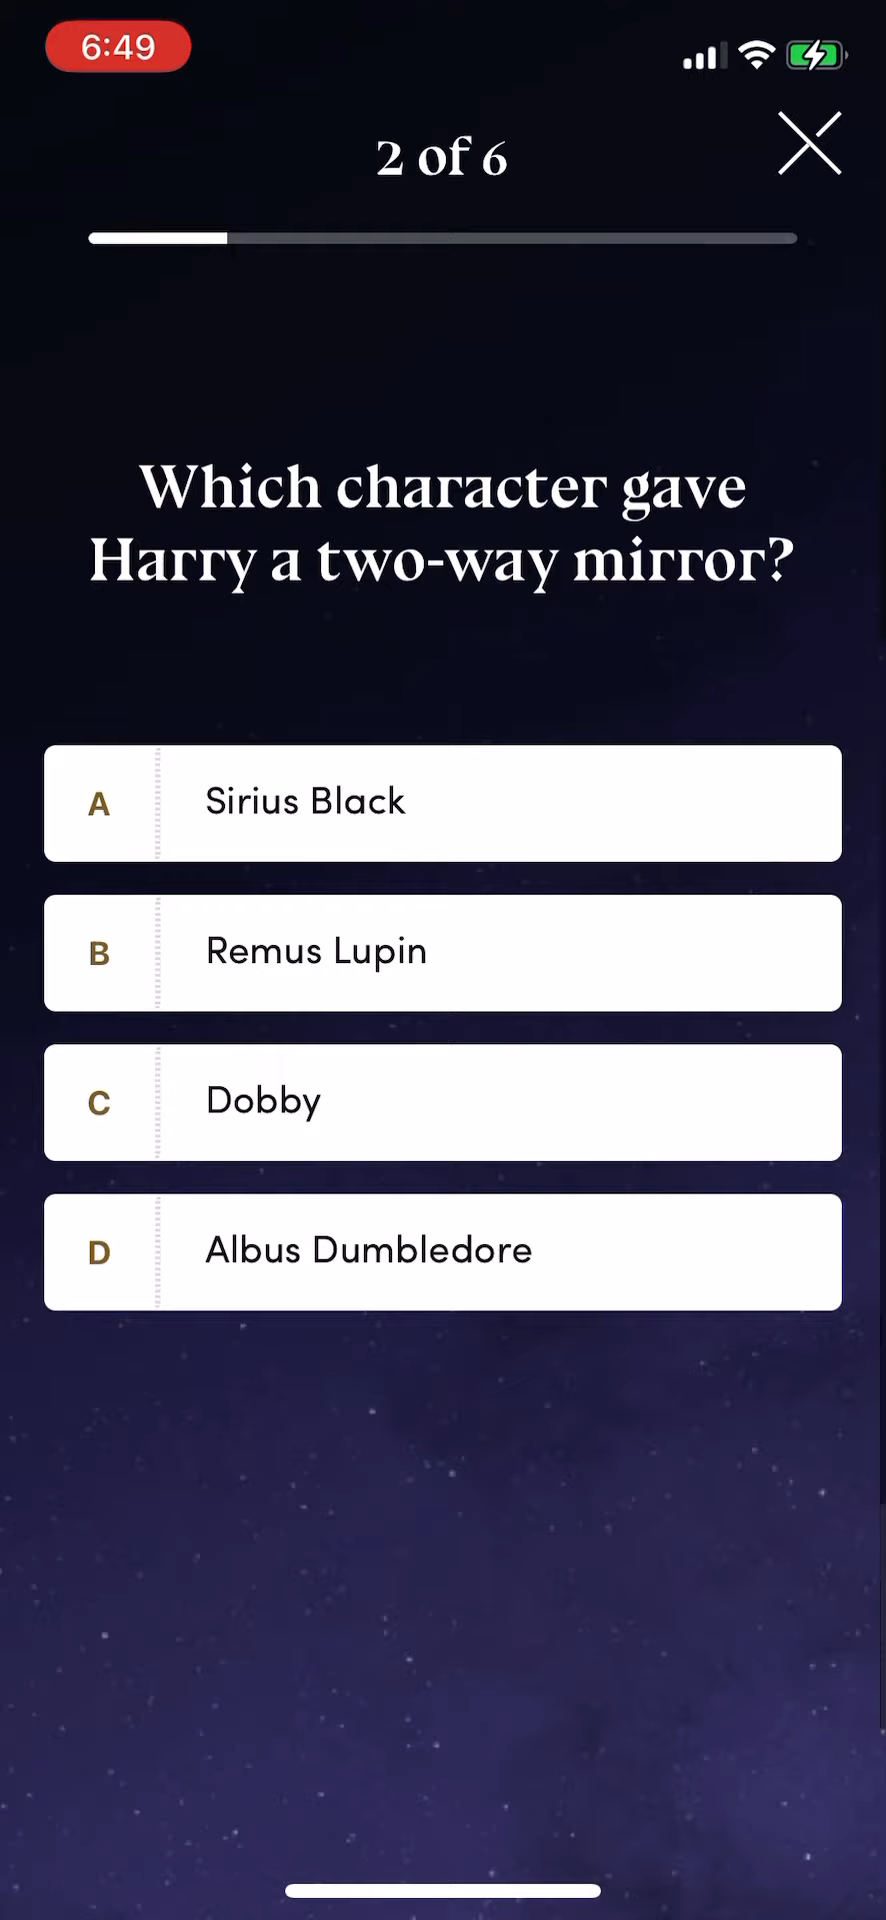 6:49
2 of 6
Which character gave
Harry a two-way mirror?
A Sirius Black
B Remus Lupin
C Dobby
D Albus Dumbledore